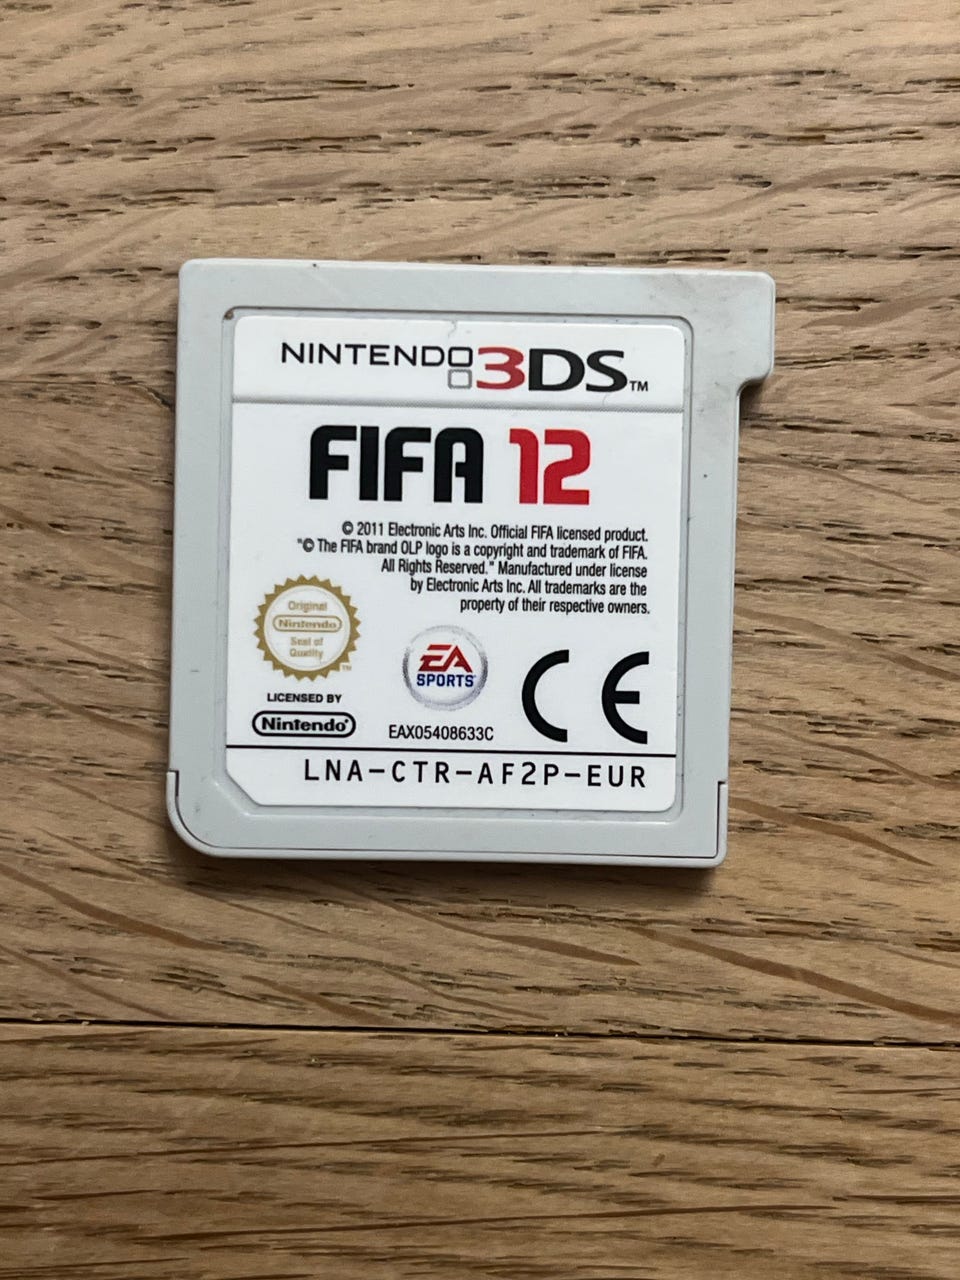 NINTENDO 3DS™
FIFA 12
© 2011 Electronic Arts Inc. Official FIFA licensed product.
"© The FIFA brand OLP logo is a copyright and trademark of FIFA.
All Rights Reserved." Manufactured under license
by Electronic Arts Inc. All trademarks are the
property of their respective owners.
Original
Nintendo
Seal of
Quality
TM
LICENSED BY
Nintendo®
EA
SPORTS
EAX05408633C
CE
LNA-CTR-AF2P-EUR